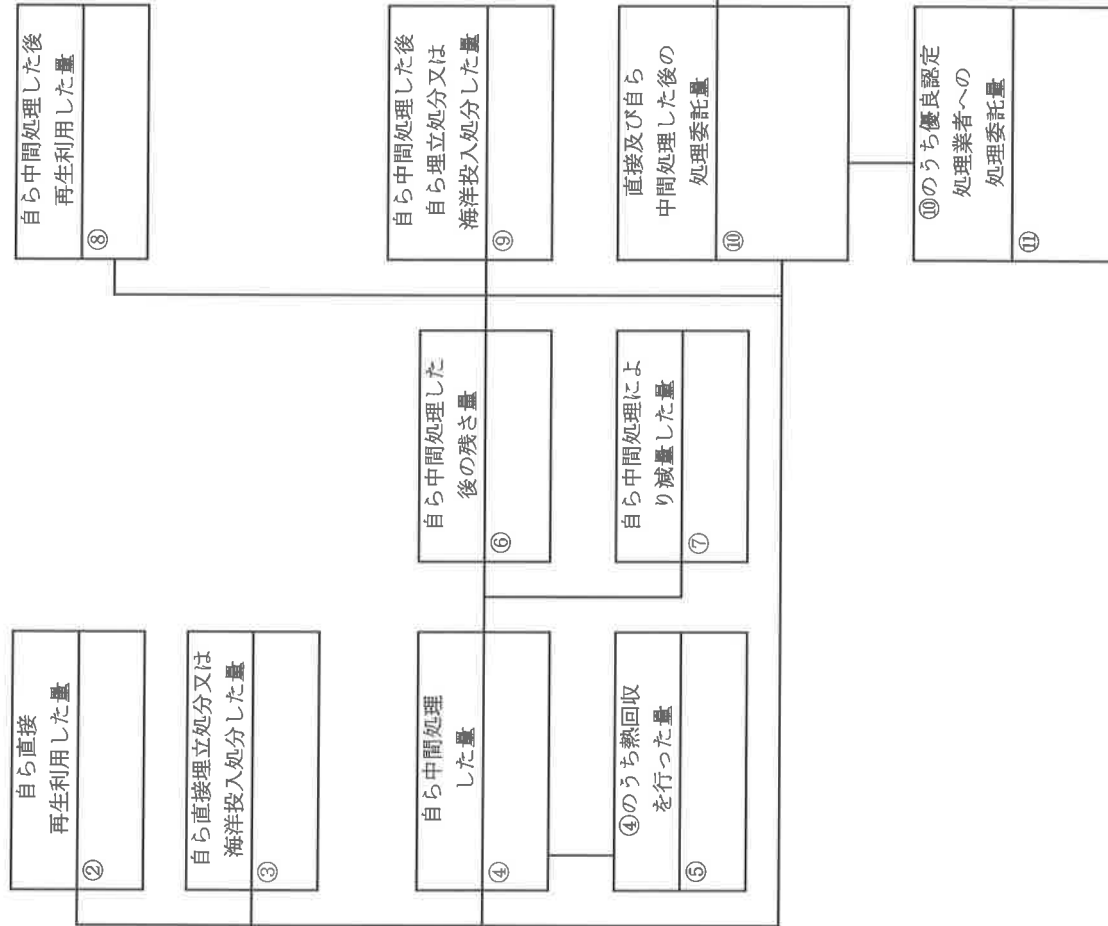 自ら直接
再生利用した量
②
自ら直接埋立処分又は
海洋投入処分した量
③
自ら中間処理
した量
④
④のうち熱回収
を行った量
⑤
自ら中間処理した
後の残さ量
⑥
自ら中間処理によ
り減量した量
⑦
自ら中間処理した後
再生利用した量
⑧
自ら中間処理した後
自ら埋立処分又は
海洋投入処分した量
⑨
直接及び自ら
中間処理した後の
処理委託量
⑩
⑩のうち優良認定
処理業者への
処理委託量
⑪